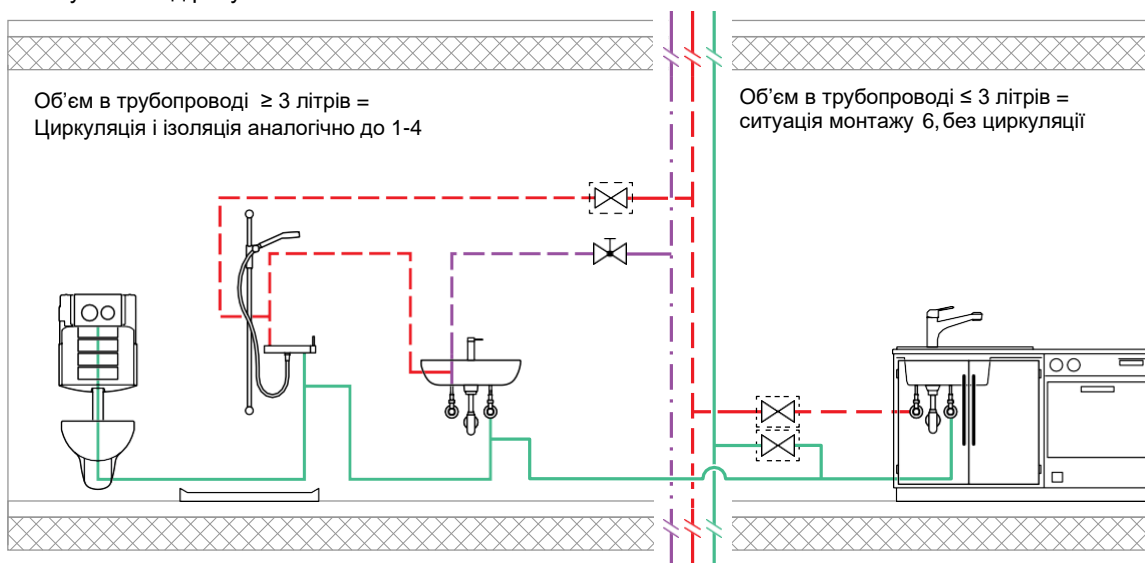 Об’єм в трубопроводі ≥ 3 літрів =
Циркуляція і ізоляція аналогічно до 1-4
Об’єм в трубопроводі ≤ 3 літрів =
ситуація монтажу 6, без циркуляції